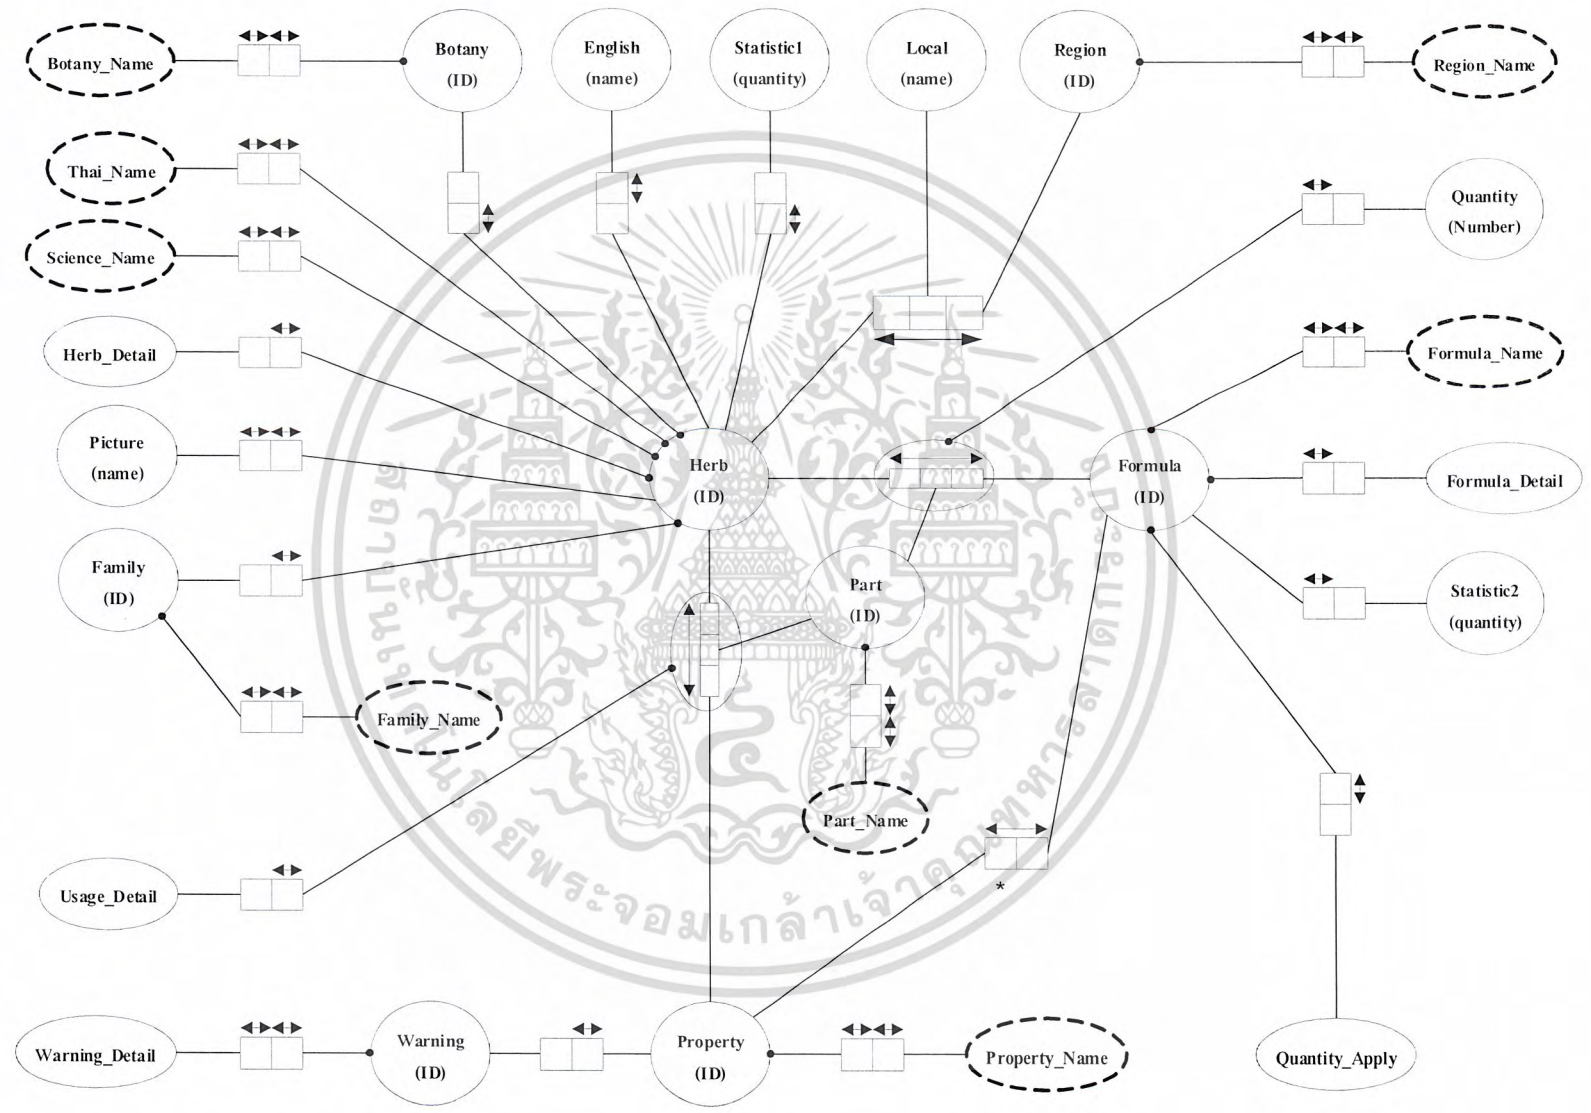 Botany
(ID)
English
(name)
Statistic1
(quantity)
Local
(name)
Region
(ID)
Botany_Name
Region_Name
Thai_Name
Quantity
(Number)
Science_Name
Herb_Detail
Formula_Name
Picture
(name)
Herb
(ID)
Formula
(ID)
Formula_Detail
Family
(ID)
Part
(ID)
Statistic2
(quantity)
Family_Name
Part_Name
*
Usage_Detail
Warning_Detail
Warning
(ID)
Property
(ID)
Property_Name
Quantity_Apply